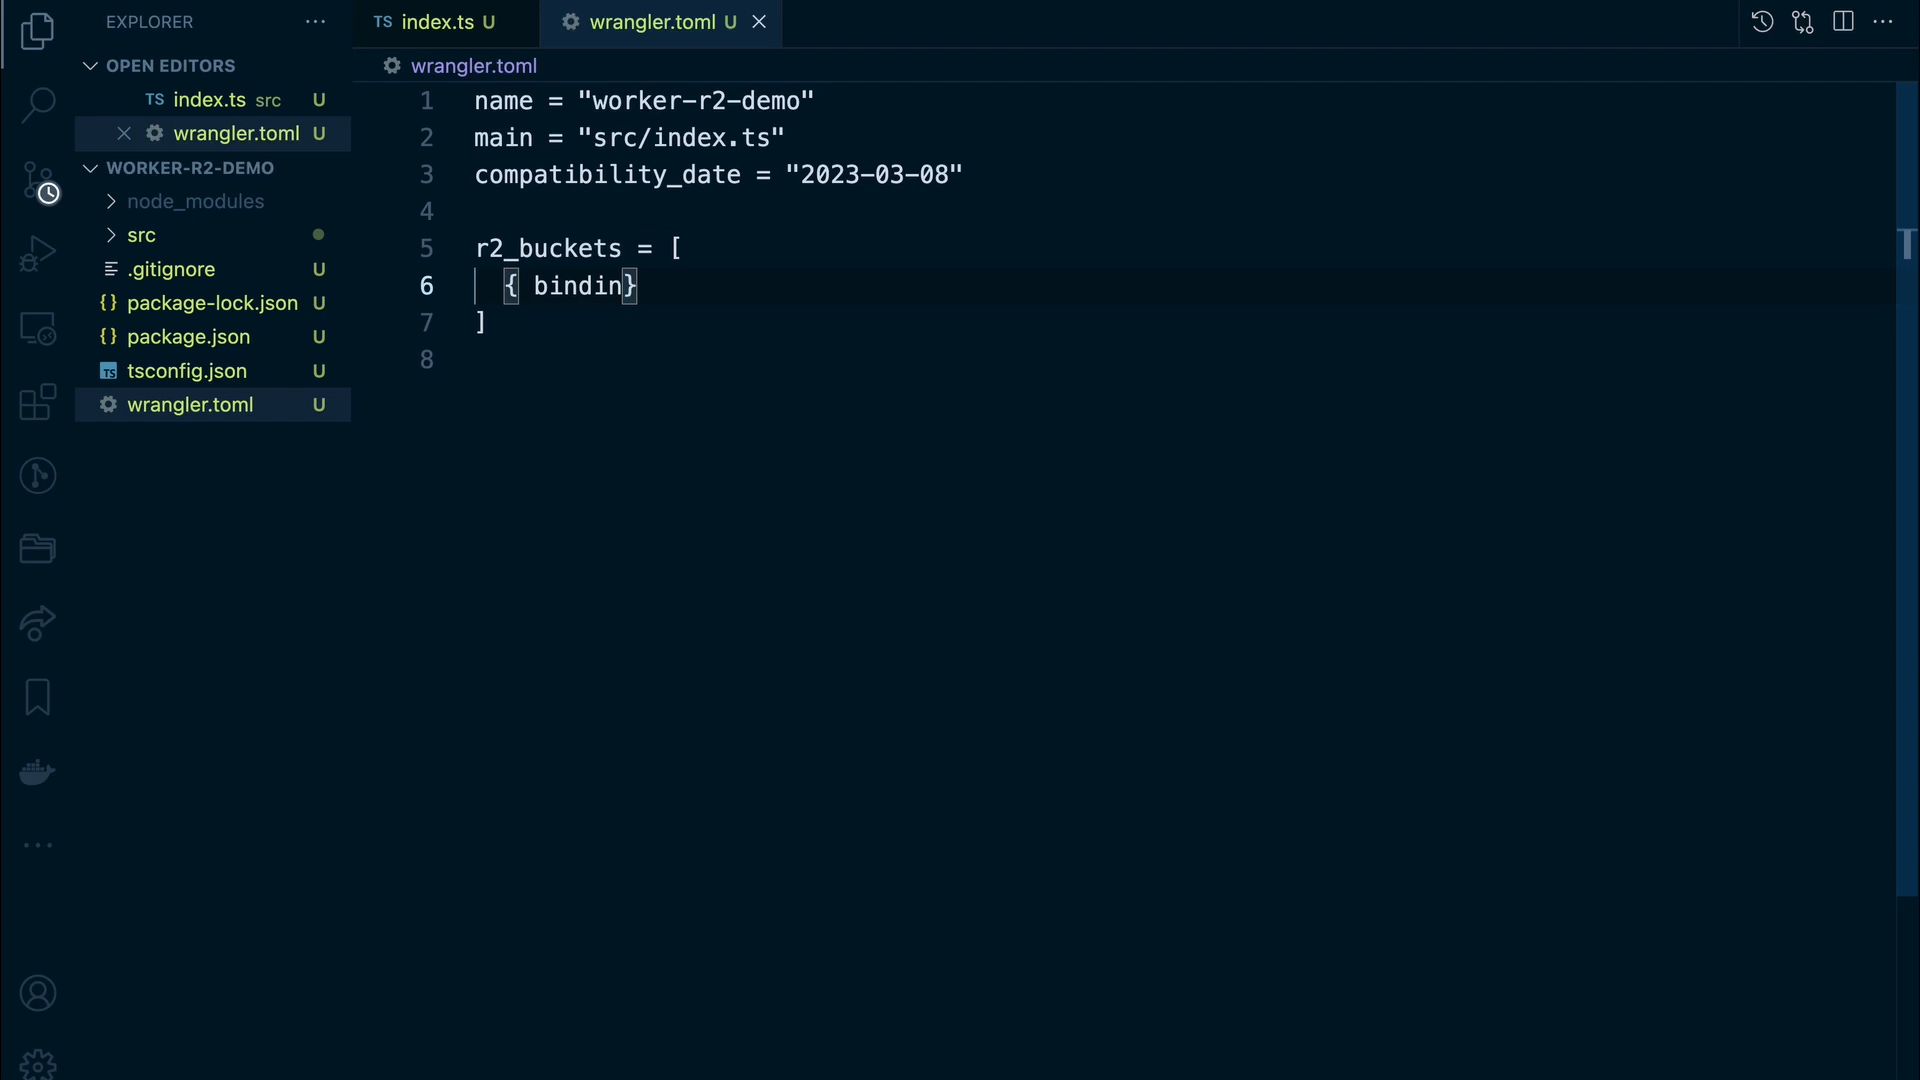 EXPLORER
OPEN EDITORS
TS index.ts src U
wrangler.toml U
WORKER-R2-DEMO
node_modules
src
.gitignore U
{} package-lock.json U
{} package.json U
TS tsconfig.json U
wrangler.toml U
TS index.ts U
wrangler.toml U
wrangler.toml
1 name = "worker-r2-demo"
2 main = "src/index.ts"
3 compatibility_date = "2023-03-08"
4
5 r2_buckets = [
6 { bindin}
7 ]
8